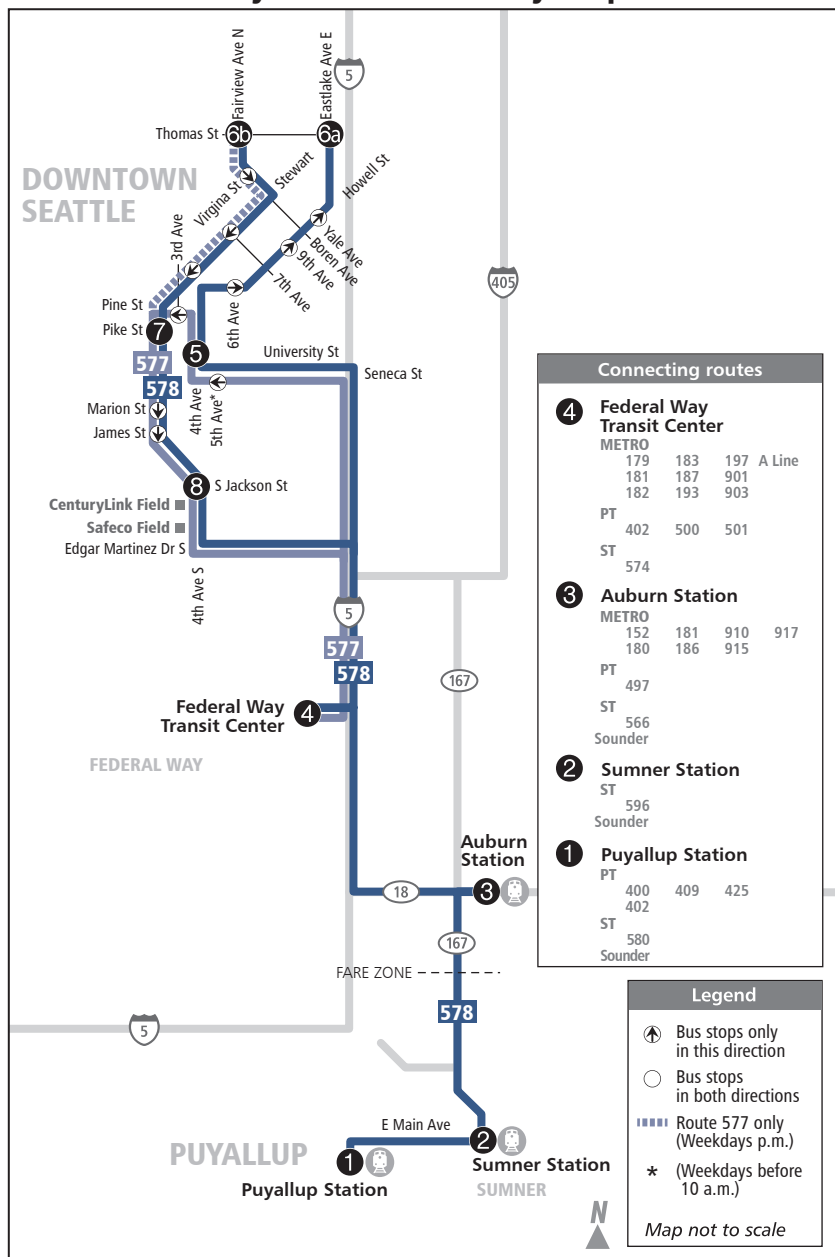 5
Fairview Ave N
Eastlake Ave E
Thomas St
6b
6a
DOWNTOWN
SEATTLE
Virgina St
Stewart
Howell St
3rd Ave
Yale Ave
Boren Ave
9th Ave
7th Ave
6th Ave
405
Pine St
Pike St
7
577
578
5
University St
Seneca St
4th Ave
5th Ave*
Marion St
James St
8
S Jackson St
CenturyLink Field
Safeco Field
Edgar Martinez Dr S
4th Ave S
5
577
578
167
Federal Way
Transit Center
4
FEDERAL WAY
Auburn
Station
18
3
167
FARE ZONE
578
5
E Main Ave
PUYALLUP
1
2
Puyallup Station
Sumner Station
SUMNER
N
Connecting routes
4 Federal Way
Transit Center
METRO
179 183 197 A Line
181 187 901
182 193 903
PT
402 500 501
ST
574
3 Auburn Station
METRO
152 181 910 917
180 186 915
PT
497
ST
566
Sounder
2 Sumner Station
ST
596
Sounder
1 Puyallup Station
PT
400 409 425
402
ST
580
Sounder
Legend
Bus stops only
in this direction
Bus stops
in both directions
Route 577 only
(Weekdays p.m.)
* (Weekdays before
10 a.m.)
Map not to scale